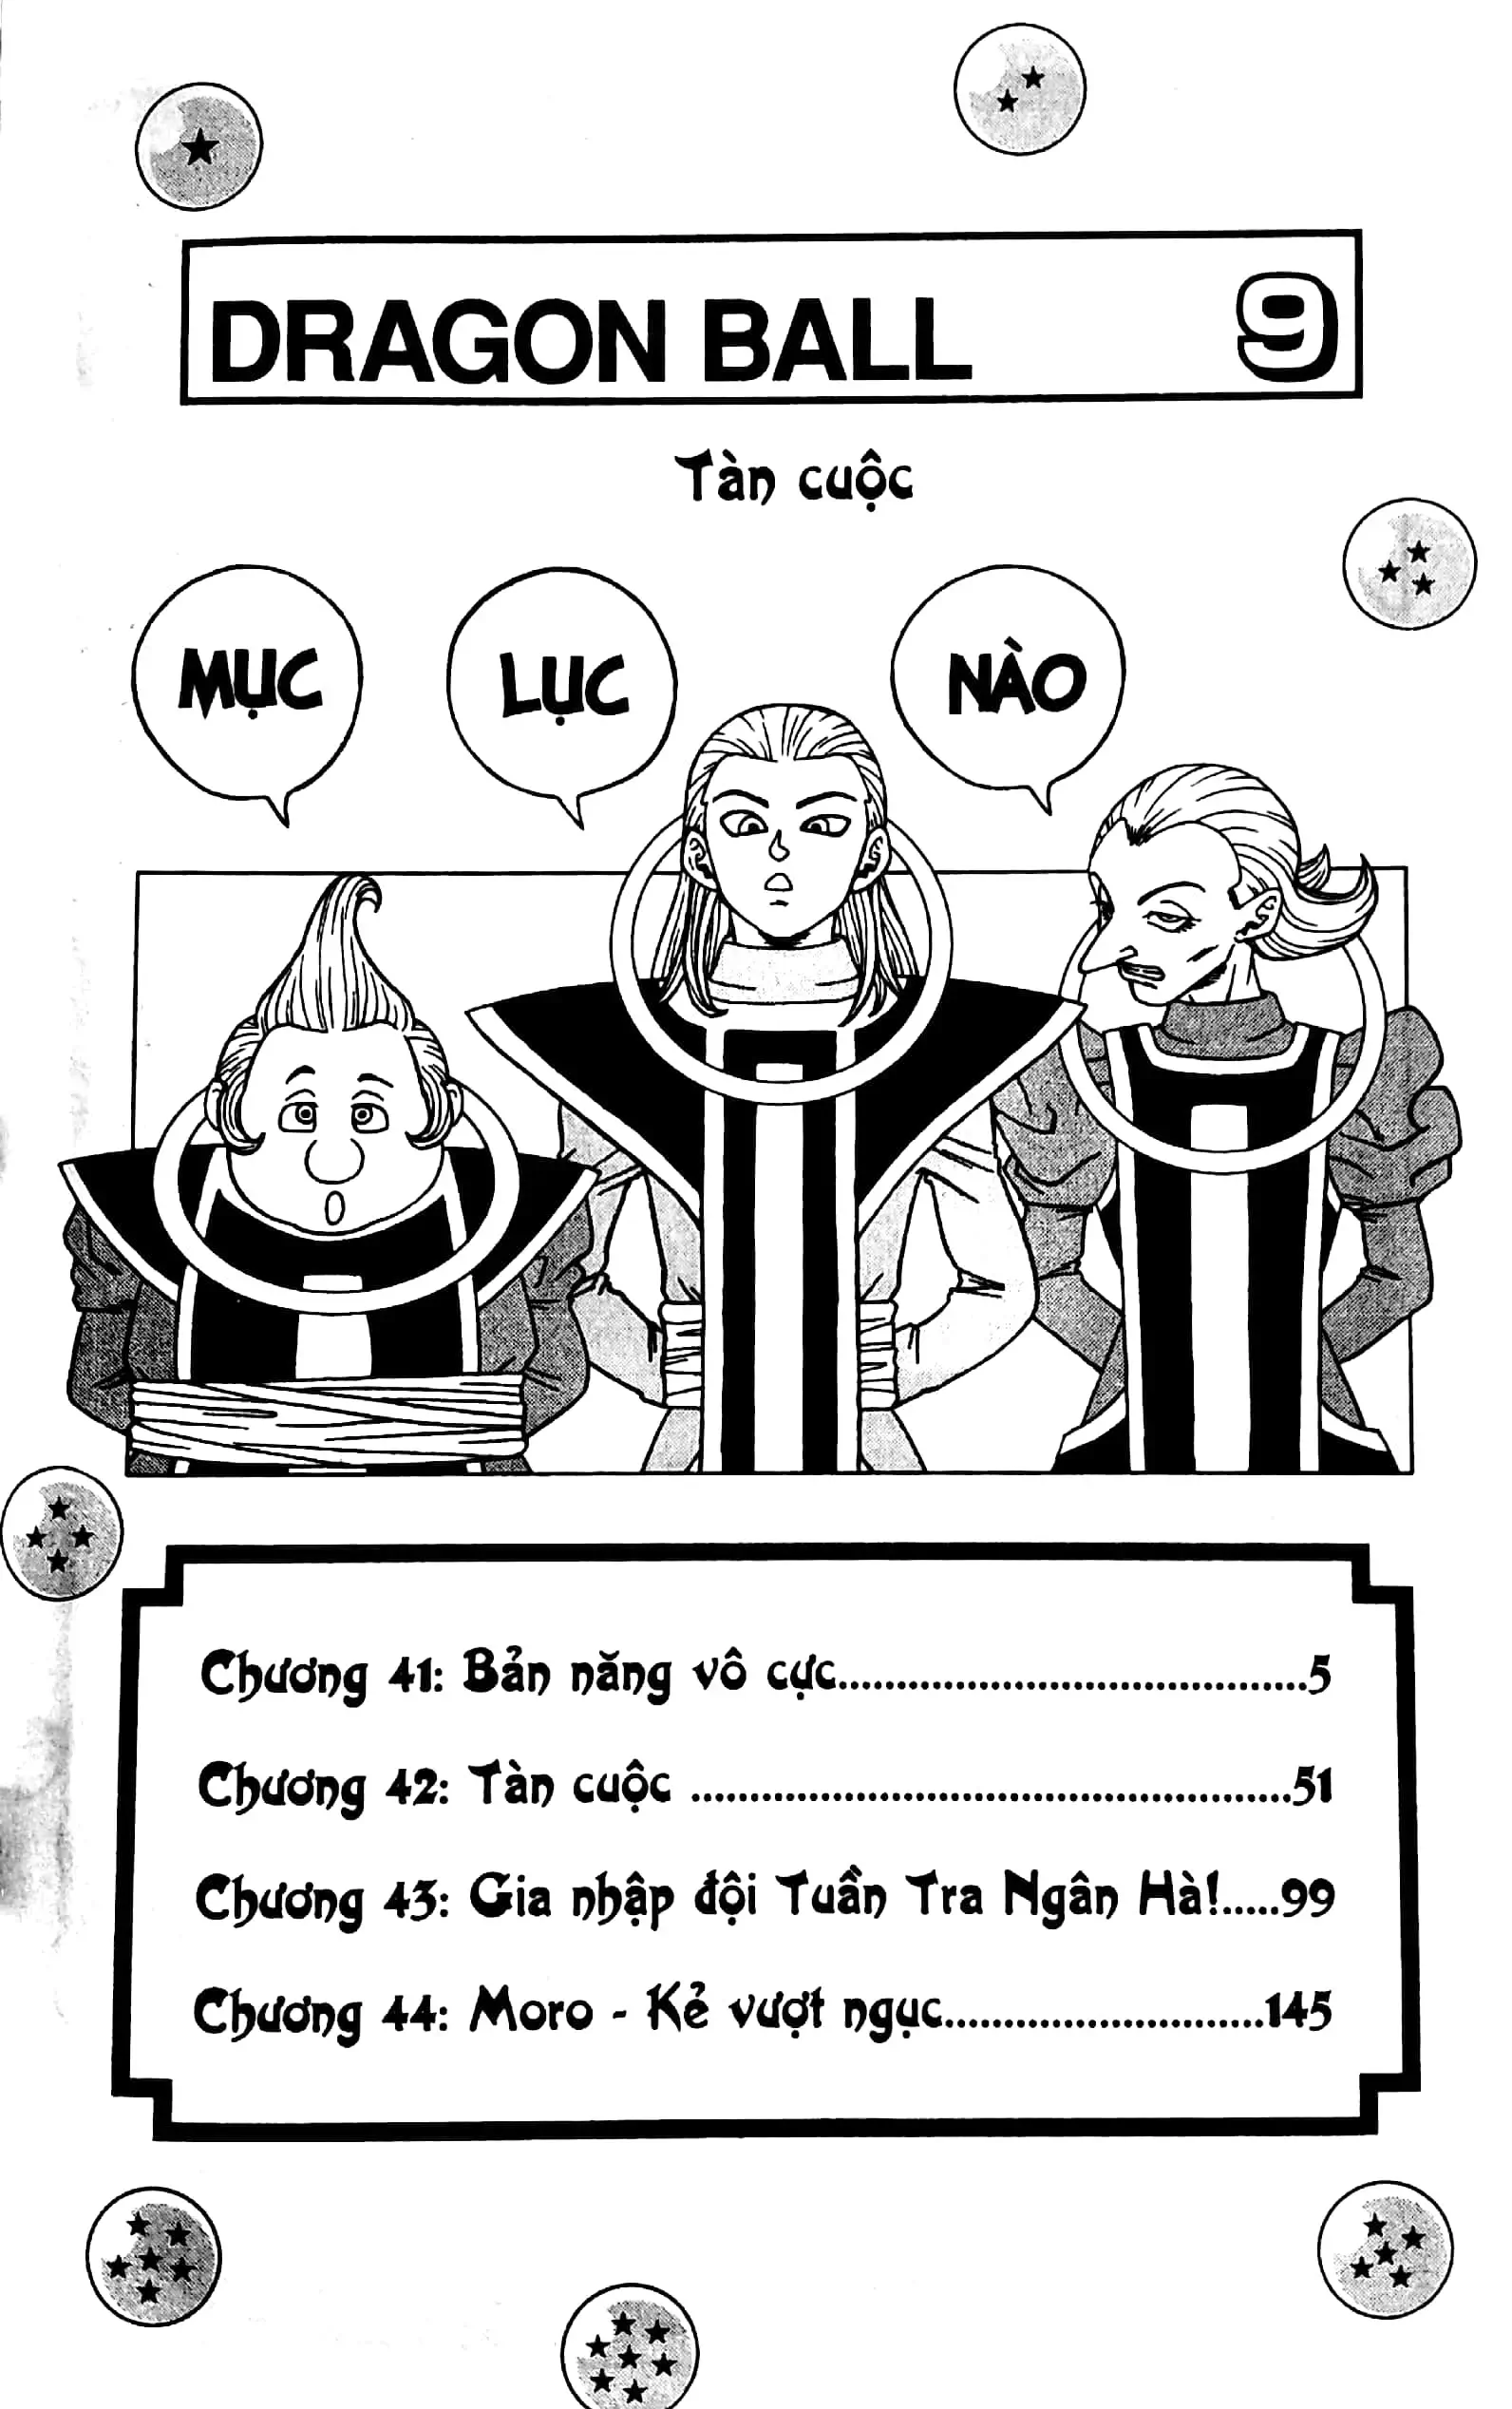 DRAGON BALL 9
Tàn cuộc
MỤC
LỤC
NÀO
Chương 41: Bản năng vô cực........................................5
Chương 42: Tàn cuộc ...................................................51
Chương 43: Gia nhập đội Tuần Tra Ngân Hà!.....99
Chương 44: Moro - Kẻ vượt ngục...........................145